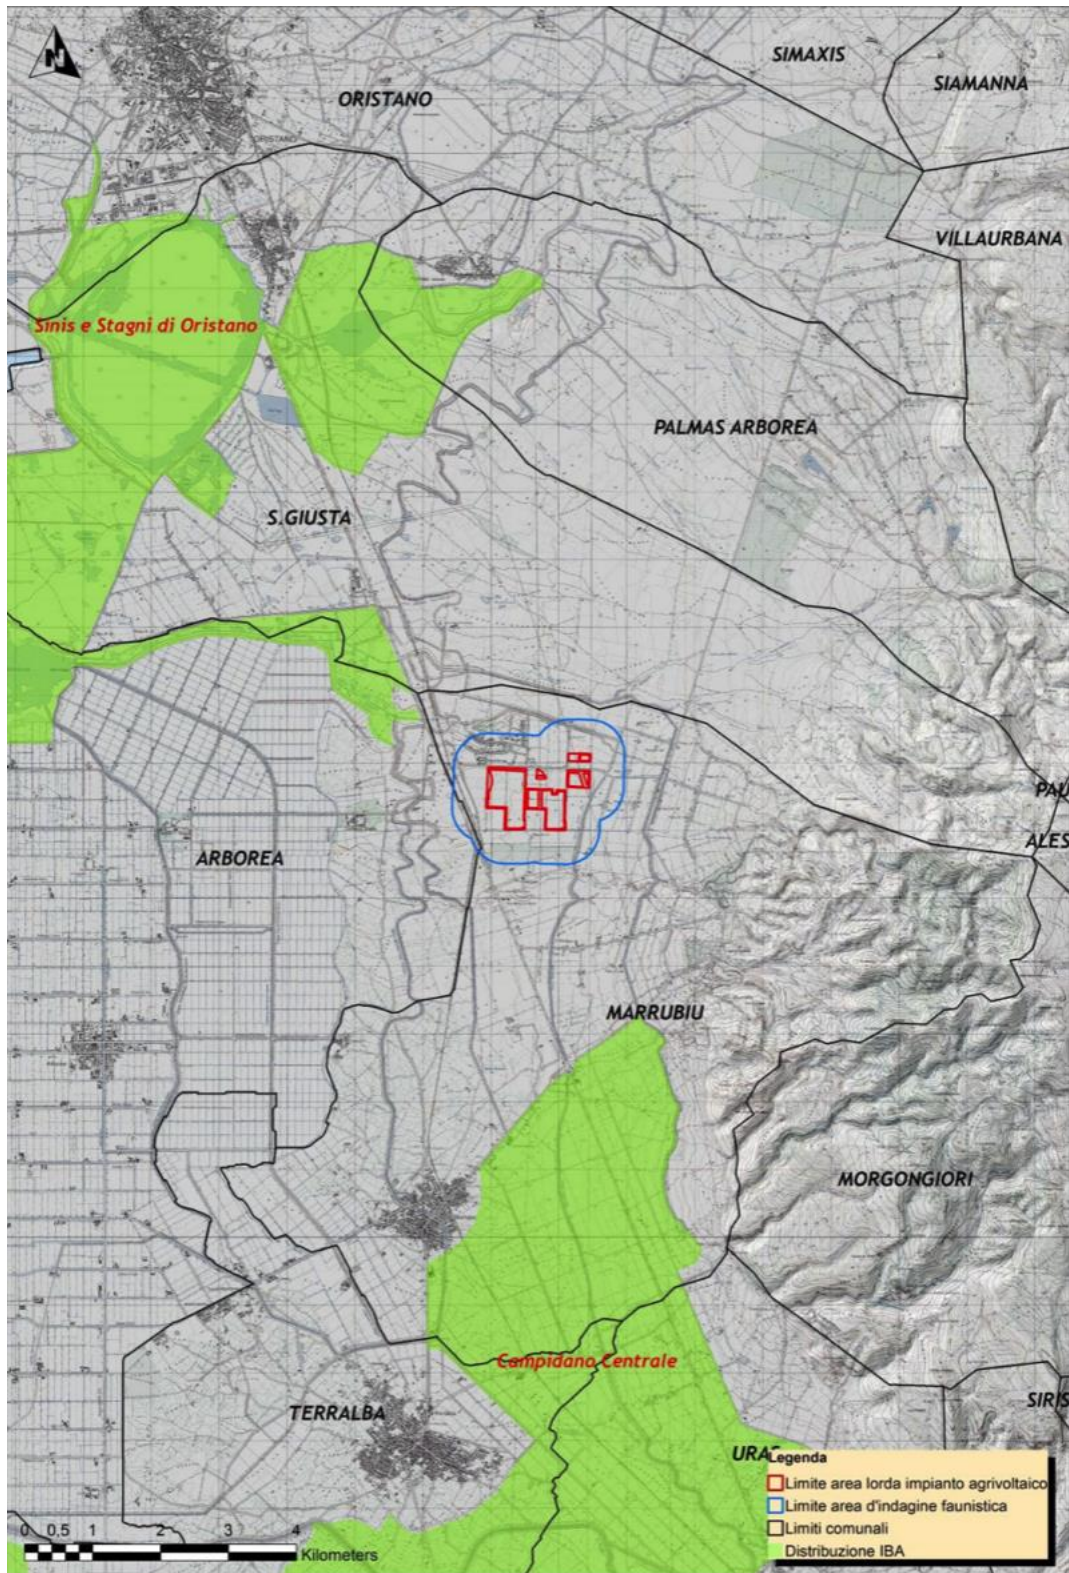 N
SIMAXIS
SIAMANNA
ORISTANO
ORISTANO
VILLAURBANA
Sinis e Stagni di Oristano
PALMAS ARBOREA
S.GIUSTA
PAU
ALES
ARBOREA
MARRUBIU
MORGONGIORI
Campidano Centrale
SIRIS
TERRALBA
URAS
Legenda
Limite area lorda impianto agrivoltaico
Limite area d'indagine faunistica
Limiti comunali
Distribuzione IBA
0 0,5 1 2 3 4
Kilometers